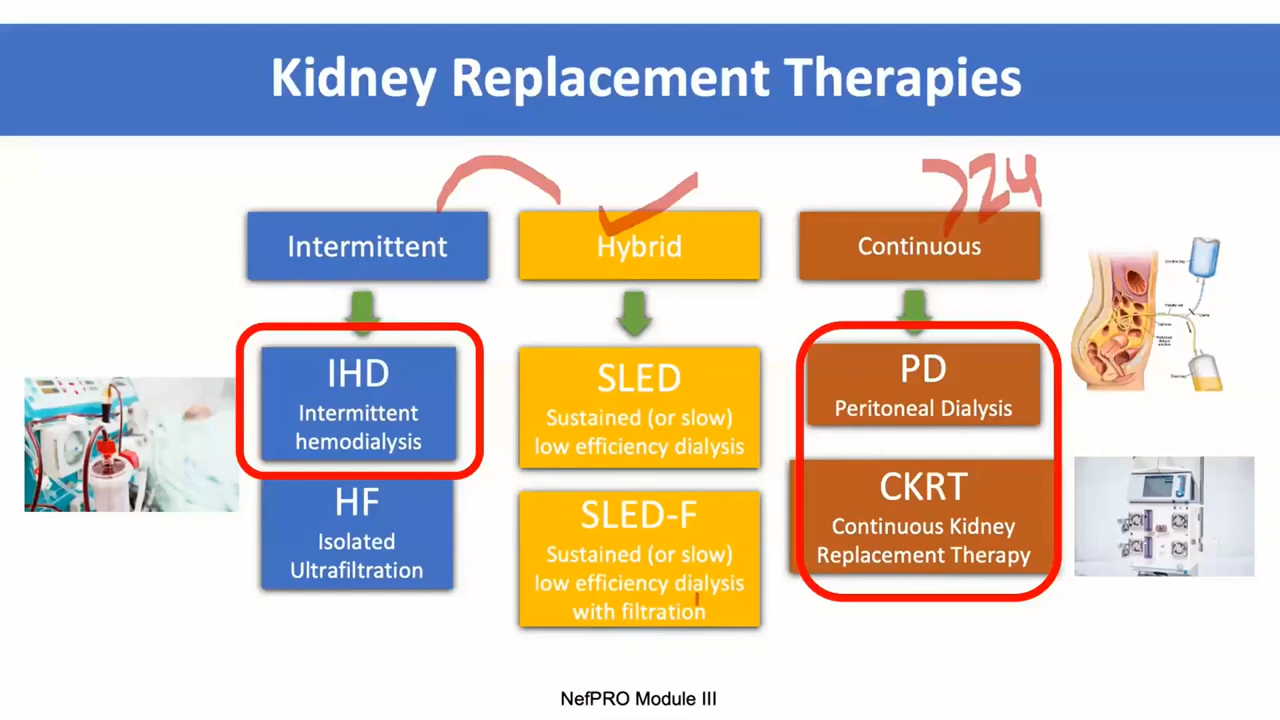 Kidney Replacement Therapies
Intermittent
Hybrid
Continuous
>24
IHD
Intermittent
hemodialysis
HF
Isolated
Ultrafiltration
SLED
Sustained (or slow)
low efficiency dialysis
SLED-F
Sustained (or slow)
low efficiency dialysis
with filtration
PD
Peritoneal Dialysis
CKRT
Continuous Kidney
Replacement Therapy
NefPRO Module III